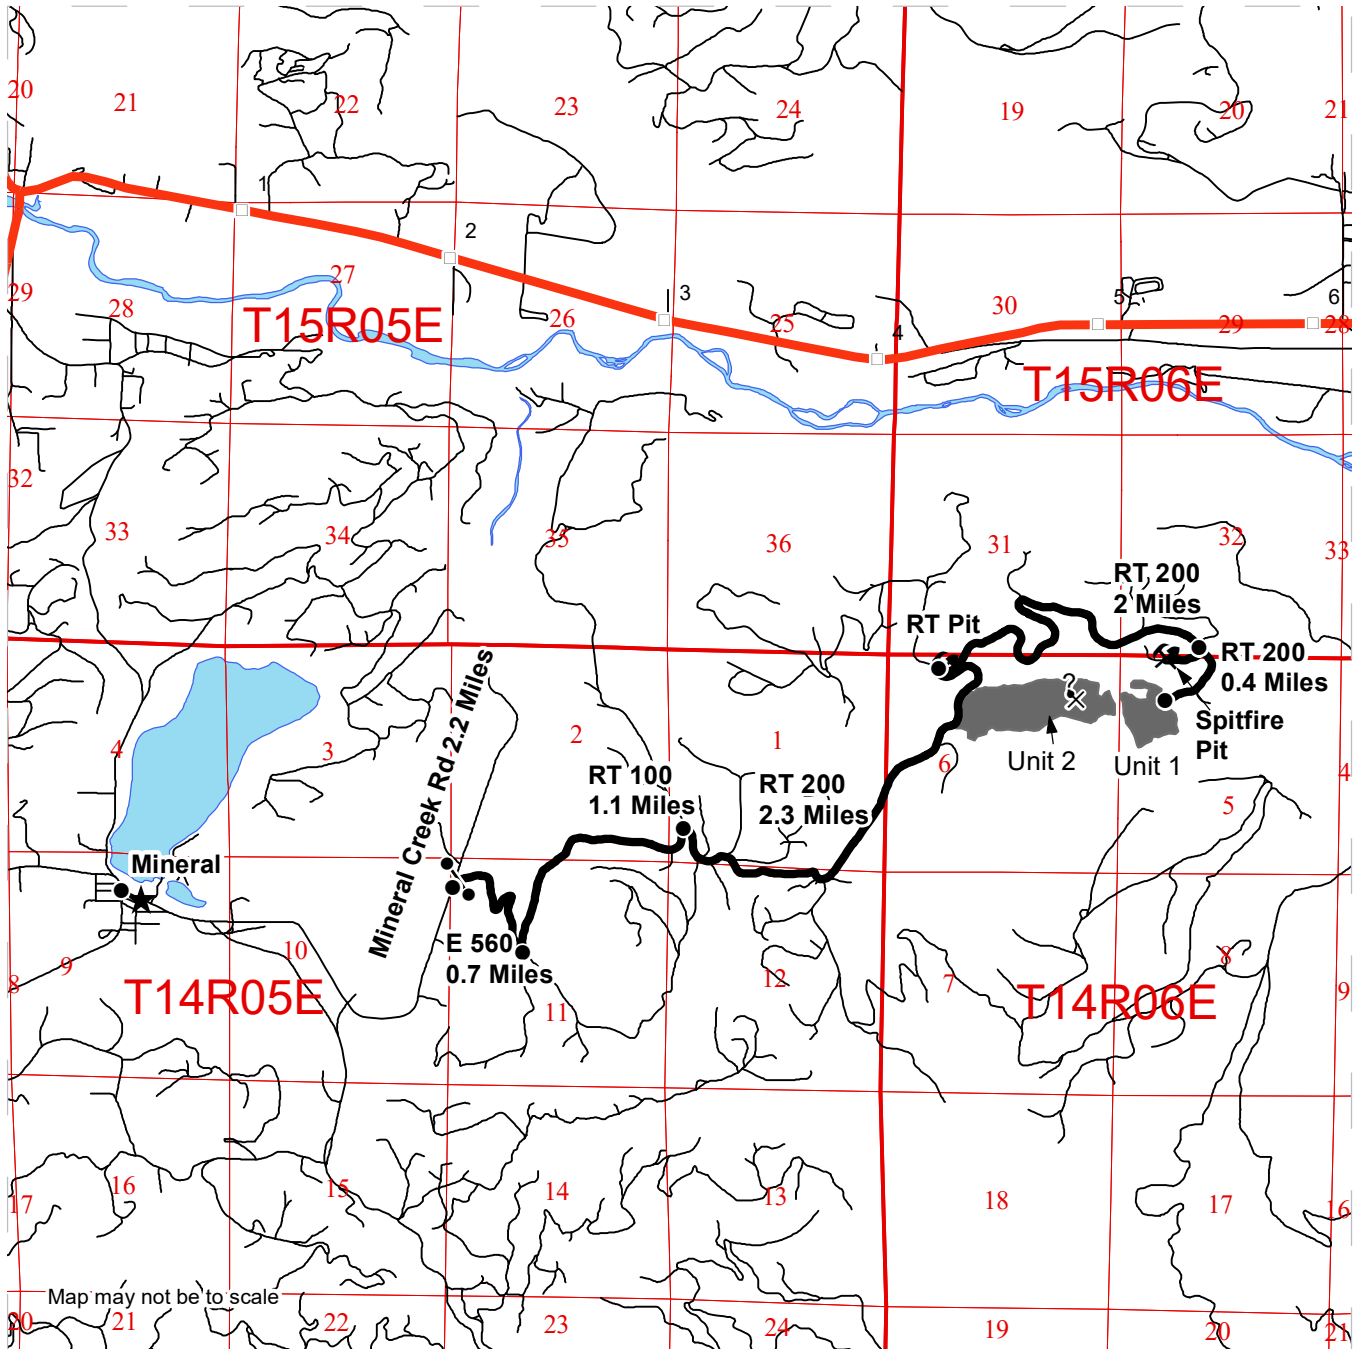 20
21
22
23
24
19
20
21
1
2
27
29
28
3
26
25
30
5
6
29
28
4
T15R05E
T15R06E
32
33
34
35
36
31
32
33
RT 200
2 Miles
RT Pit
RT 200
0.4 Miles
?
Spitfire
Pit
Unit 2
Unit 1
4
3
2
1
6
5
4
Mineral Creek Rd 2.2 Miles
RT 100
1.1 Miles
RT 200
2.3 Miles
Mineral
E 560
0.7 Miles
8
9
10
11
12
7
8
9
T14R05E
T14R06E
17
16
15
14
13
18
17
16
Map may not be to scale
20
21
22
23
24
19
20
21